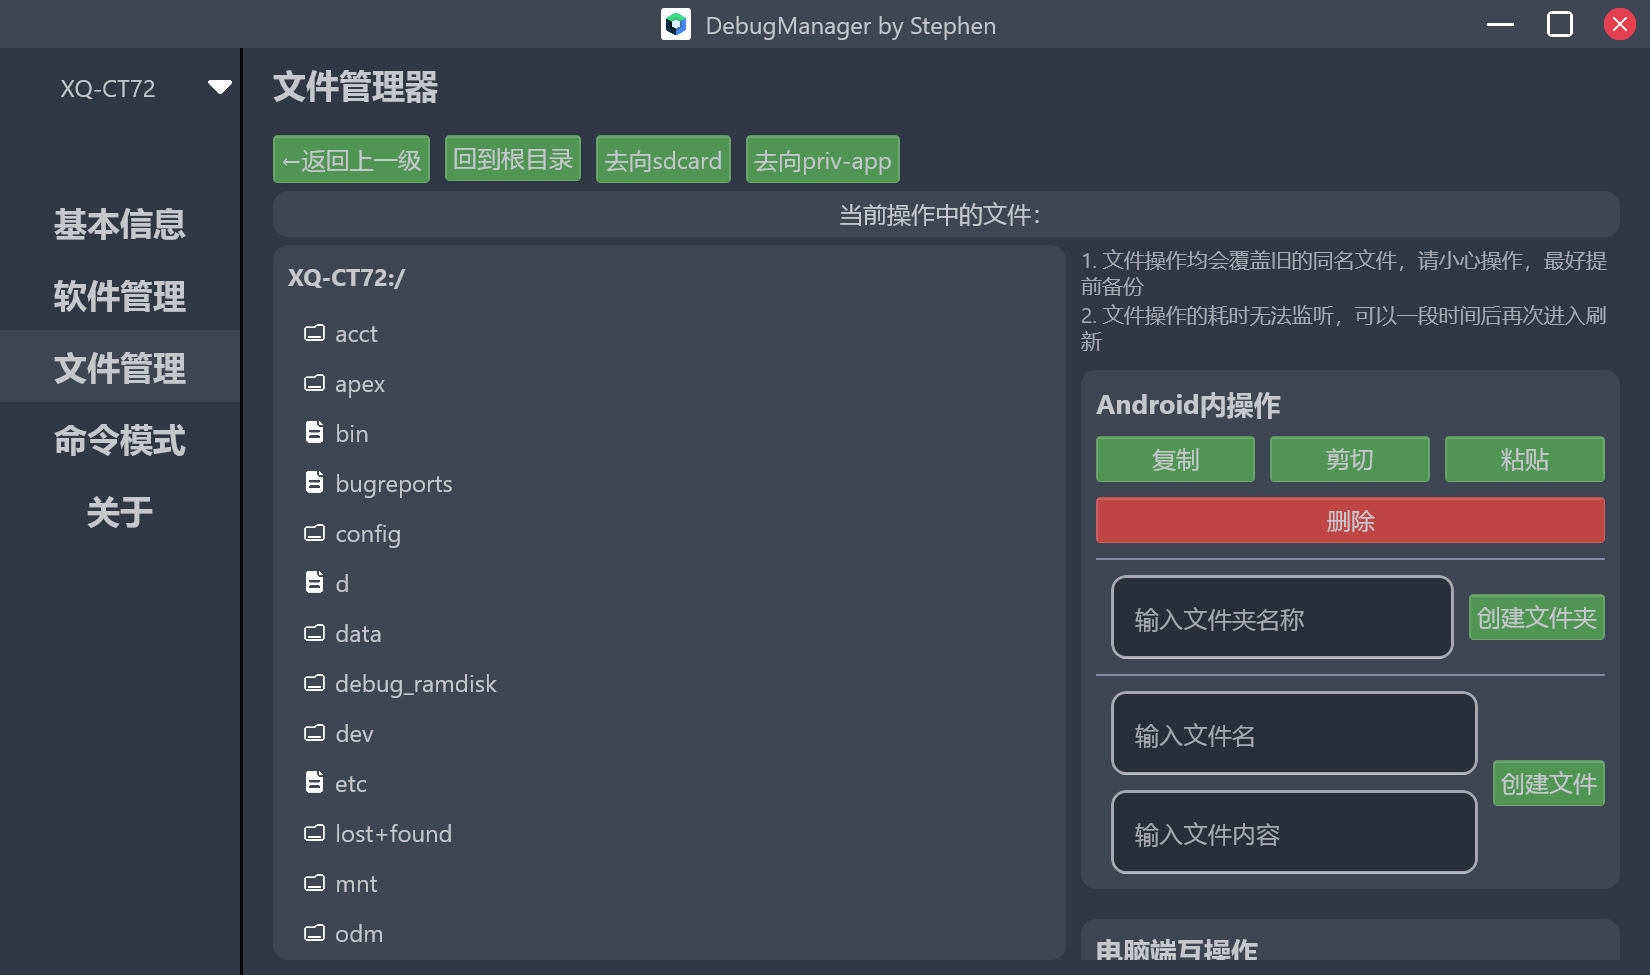 DebugManager by Stephen
XQ-CT72
基本信息
软件管理
文件管理
命令模式
关于
文件管理器
←返回上一级
回到根目录
去向sdcard
去向priv-app
当前操作中的文件：
XQ-CT72:/
acct
apex
bin
bugreports
config
d
data
debug_ramdisk
dev
etc
lost+found
mnt
odm
1. 文件操作均会覆盖旧的同名文件，请小心操作，最好提
前备份
2. 文件操作的耗时无法监听，可以一段时间后再次进入刷
新
Android内操作
复制
剪切
粘贴
删除
输入文件夹名称
创建文件夹
输入文件名
输入文件内容
创建文件
电脑端互操作